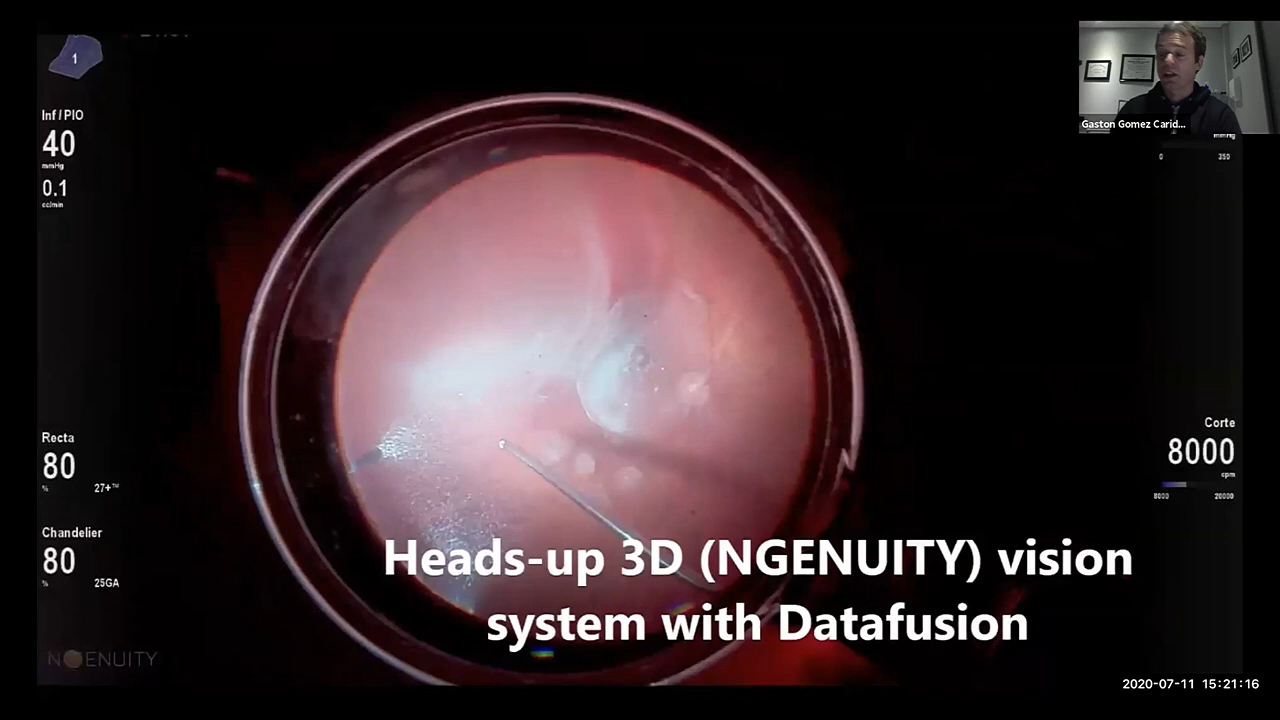 1
Inf / PIO
40
mmHg
0.1
cc/min
Gaston Gomez Carid...
mmHg
0
350
Recta
80
%
27+™
Corte
8000
cpm
8000
20000
Chandelier
80
%
25GA
Heads-up 3D (NGENUITY) vision
system with Datafusion
NGENUITY
2020-07-11 15:21:16